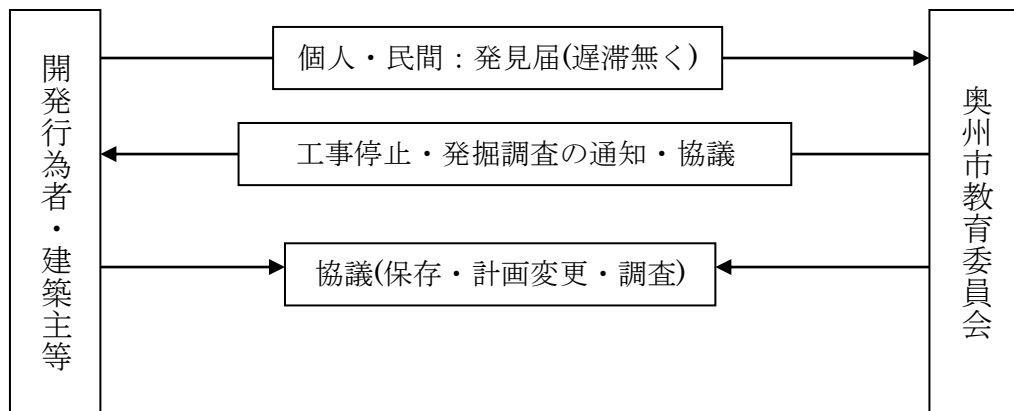 開発行為者・建築主等
個人・民間：発見届(遅滞無く)
工事停止・発掘調査の通知・協議
協議(保存・計画変更・調査)
奥州市教育委員会